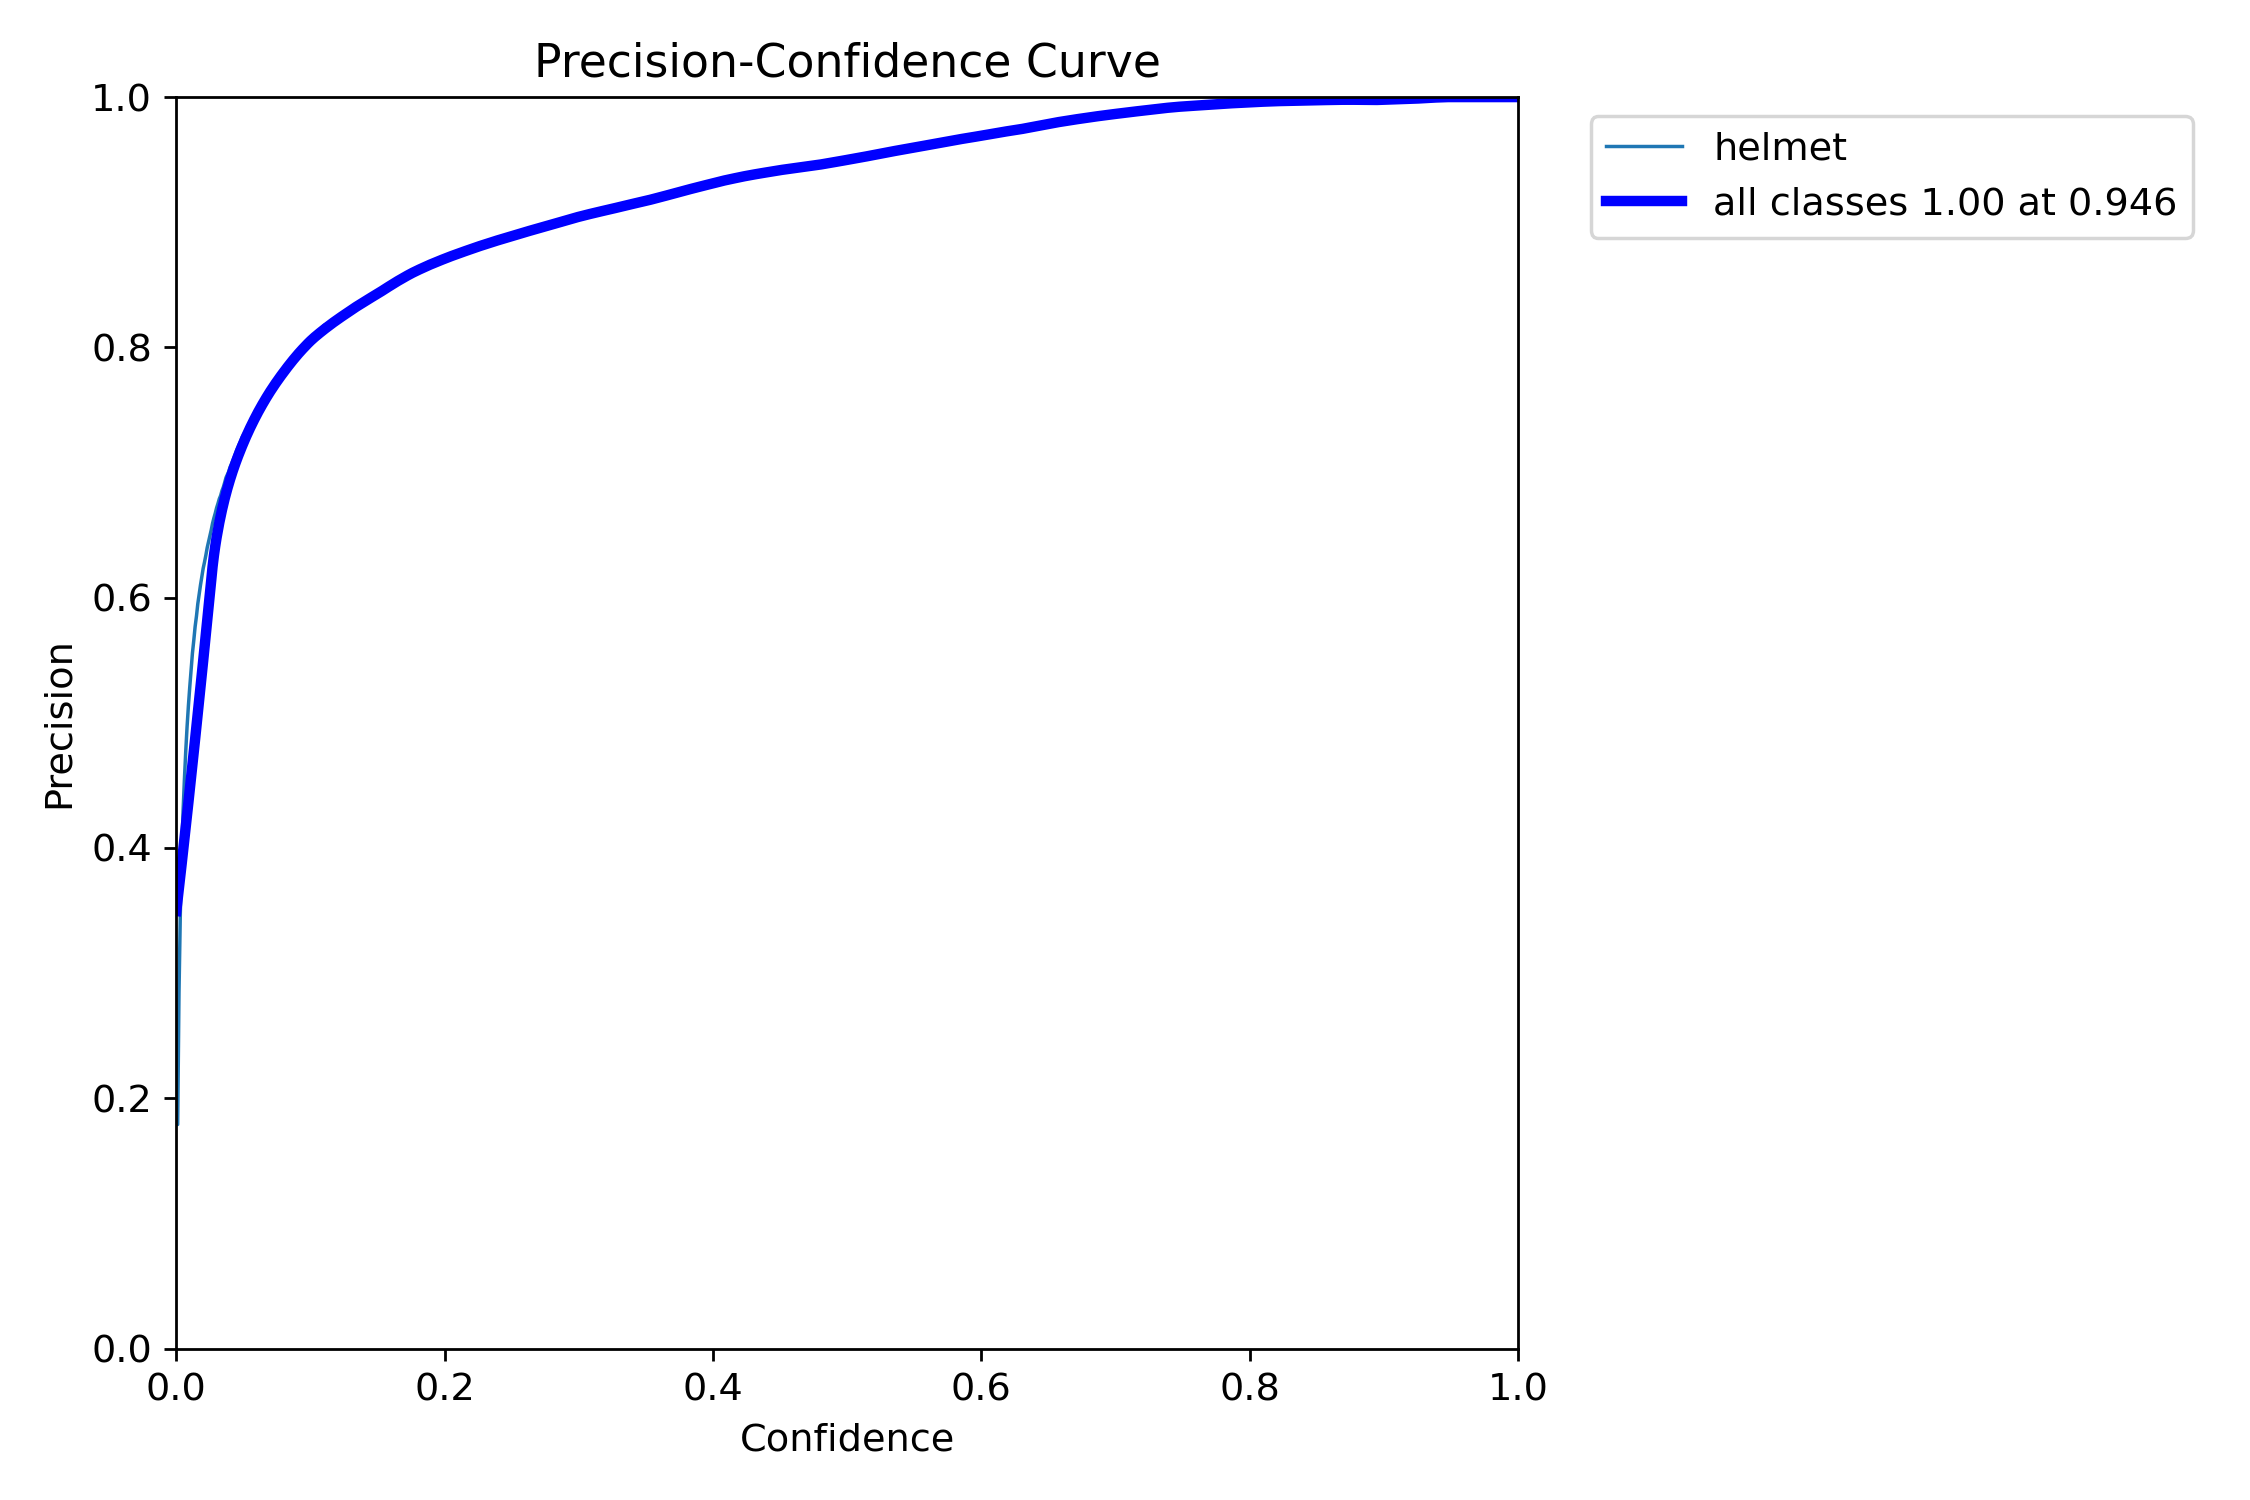 Precision-Confidence Curve
helmet
all classes 1.00 at 0.946
Precision
1.0
0.8
0.6
0.4
0.2
0.0
0.0 0.2 0.4 0.6 0.8 1.0
Confidence